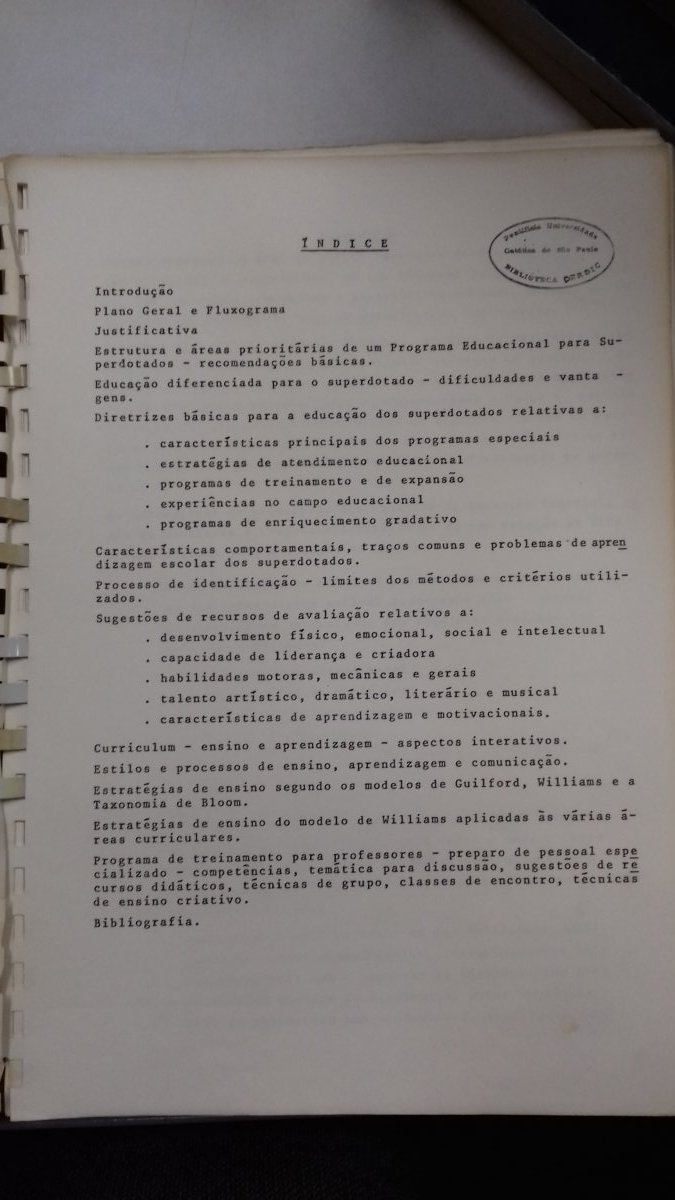 ÍNDICE
Pontifícia Universidade
Católica de São Paulo
BIBLIOTECA DERDIC
Introdução
Plano Geral e Fluxograma
Justificativa
Estrutura e áreas prioritárias de um Programa Educacional para Su-
perdotados - recomendações básicas.
Educação diferenciada para o superdotado - dificuldades e vanta -
gens.
Diretrizes básicas para a educação dos superdotados relativas a:
. características principais dos programas especiais
. estratégias de atendimento educacional
. programas de treinamento e de expansão
. experiências no campo educacional
. programas de enriquecimento gradativo
Características comportamentais, traços comuns e problemas de apren
dizagem escolar dos superdotados.
Processo de identificação - limites dos métodos e critérios utili-
zados.
Sugestões de recursos de avaliação relativos a:
. desenvolvimento físico, emocional, social e intelectual
. capacidade de liderança e criadora
. habilidades motoras, mecânicas e gerais
. talento artístico, dramático, literário e musical
. características de aprendizagem e motivacionais.
Curriculum - ensino e aprendizagem - aspectos interativos.
Estilos e processos de ensino, aprendizagem e comunicação.
Estratégias de ensino segundo os modelos de Guilford, Williams e a
Taxonomia de Bloom.
Estratégias de ensino do modelo de Williams aplicadas às várias á-
reas curriculares.
Programa de treinamento para professores - preparo de pessoal espe
cializado - competências, temática para discussão, sugestões de re
cursos didáticos, técnicas de grupo, classes de encontro, técnicas
de ensino criativo.
Bibliografia.